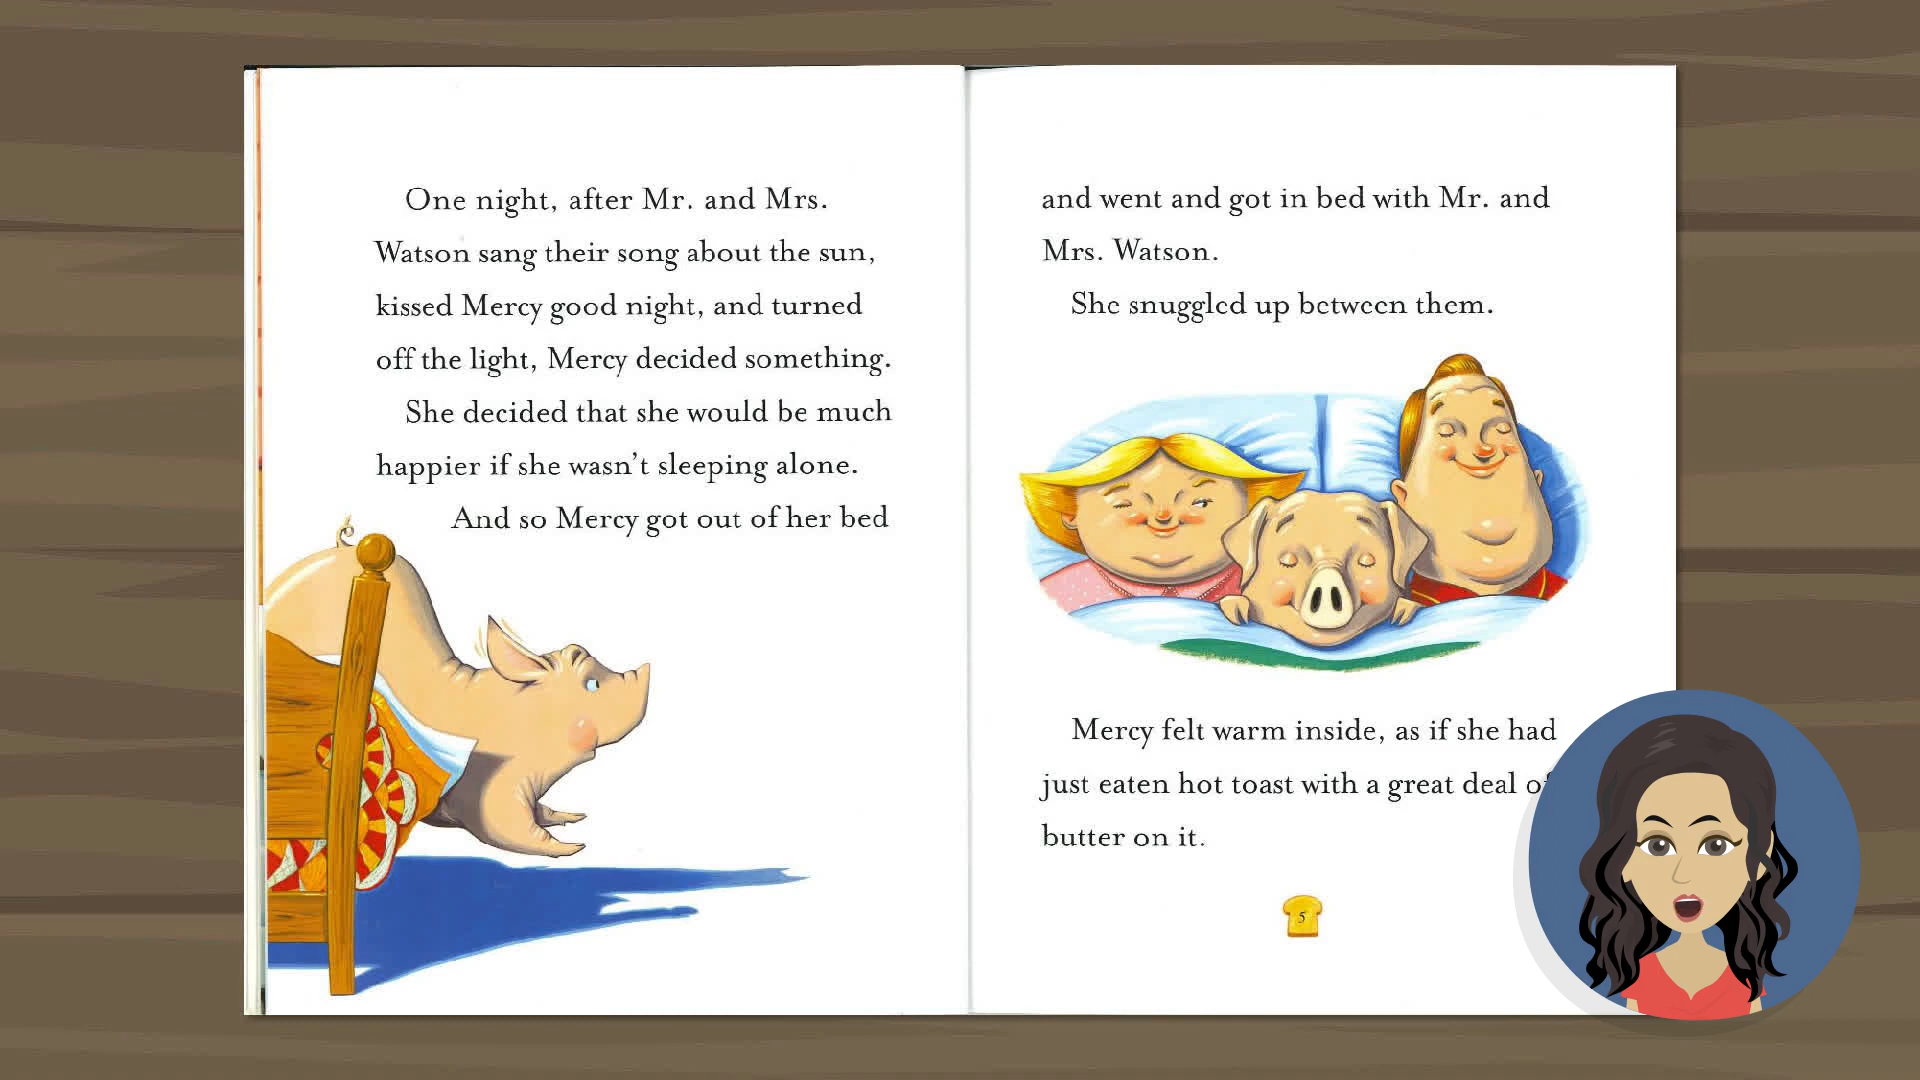 One night, after Mr. and Mrs.
Watson sang their song about the sun,
kissed Mercy good night, and turned
off the light, Mercy decided something.
She decided that she would be much
happier if she wasn't sleeping alone.
And so Mercy got out of her bed
and went and got in bed with Mr. and
Mrs. Watson.
She snuggled up between them.
Mercy felt warm inside, as if she had
just eaten hot toast with a great deal of
butter on it.
5